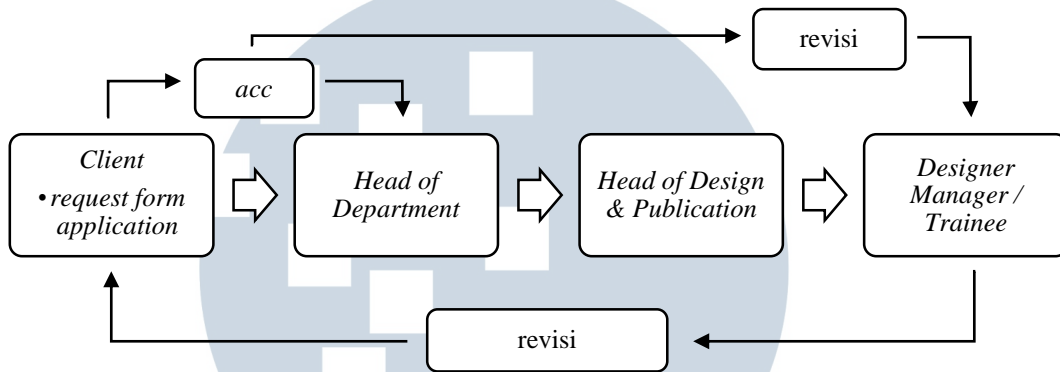 revisi
acc
Client
• request form
application
Head of
Department
Head of Design
& Publication
Designer
Manager /
Trainee
revisi